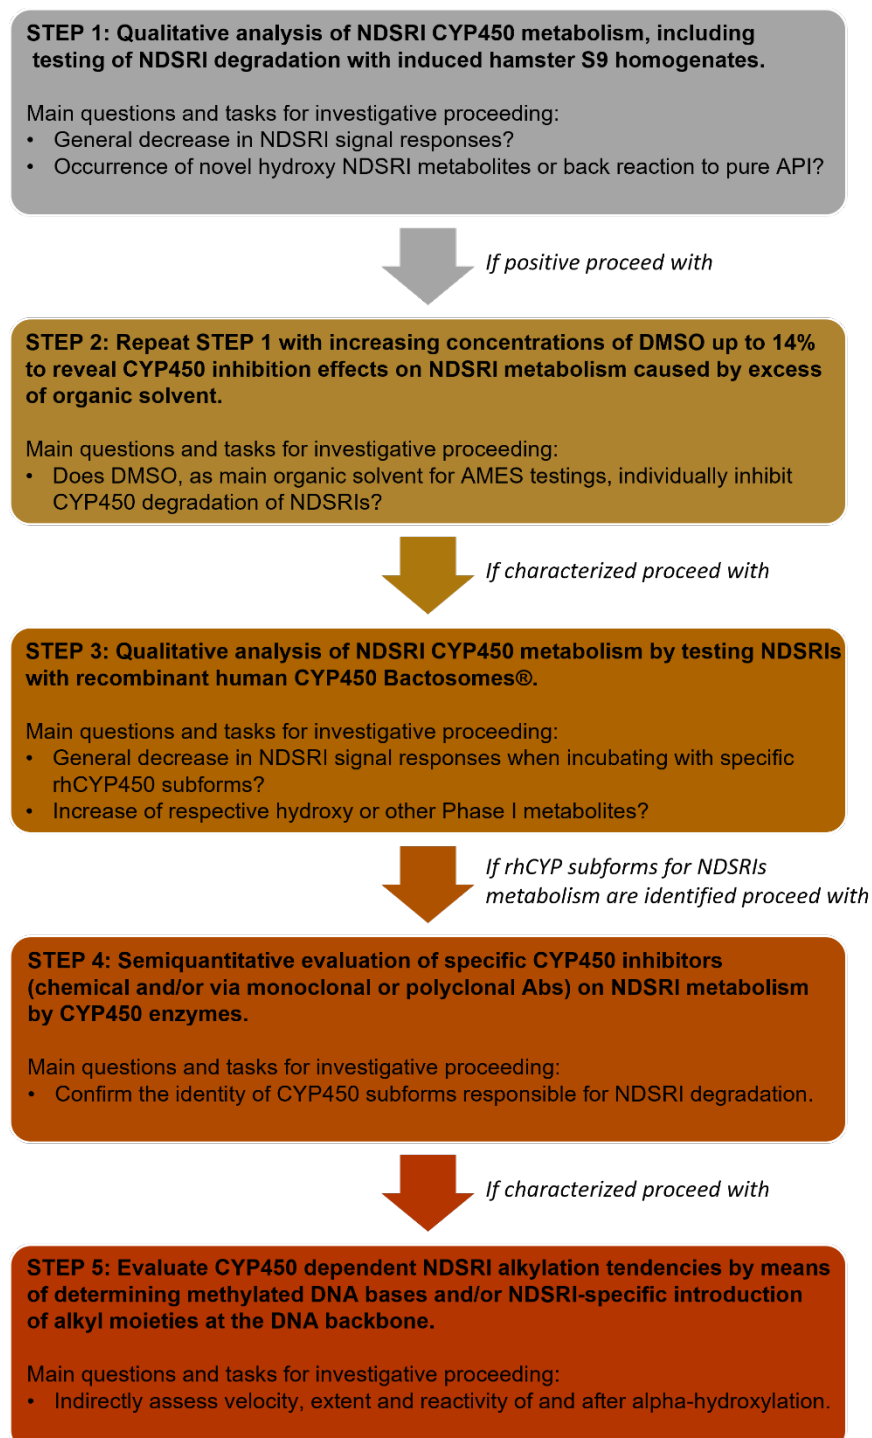 STEP 1: Qualitative analysis of NDSRI CYP450 metabolism, including
testing of NDSRI degradation with induced hamster S9 homogenates.
Main questions and tasks for investigative proceeding:
• General decrease in NDSRI signal responses?
• Occurrence of novel hydroxy NDSRI metabolites or back reaction to pure API?
If positive proceed with
STEP 2: Repeat STEP 1 with increasing concentrations of DMSO up to 14%
to reveal CYP450 inhibition effects on NDSRI metabolism caused by excess
of organic solvent.
Main questions and tasks for investigative proceeding:
• Does DMSO, as main organic solvent for AMES testings, individually inhibit
CYP450 degradation of NDSRIs?
If characterized proceed with
STEP 3: Qualitative analysis of NDSRI CYP450 metabolism by testing NDSRIs
with recombinant human CYP450 Bactosomes®.
Main questions and tasks for investigative proceeding:
• General decrease in NDSRI signal responses when incubating with specific
rhCYP450 subforms?
• Increase of respective hydroxy or other Phase I metabolites?
If rhCYP subforms for NDSRIs
metabolism are identified proceed with
STEP 4: Semiquantitative evaluation of specific CYP450 inhibitors
(chemical and/or via monoclonal or polyclonal Abs) on NDSRI metabolism
by CYP450 enzymes.
Main questions and tasks for investigative proceeding:
• Confirm the identity of CYP450 subforms responsible for NDSRI degradation.
If characterized proceed with
STEP 5: Evaluate CYP450 dependent NDSRI alkylation tendencies by means
of determining methylated DNA bases and/or NDSRI-specific introduction
of alkyl moieties at the DNA backbone.
Main questions and tasks for investigative proceeding:
• Indirectly assess velocity, extent and reactivity of and after alpha-hydroxylation.